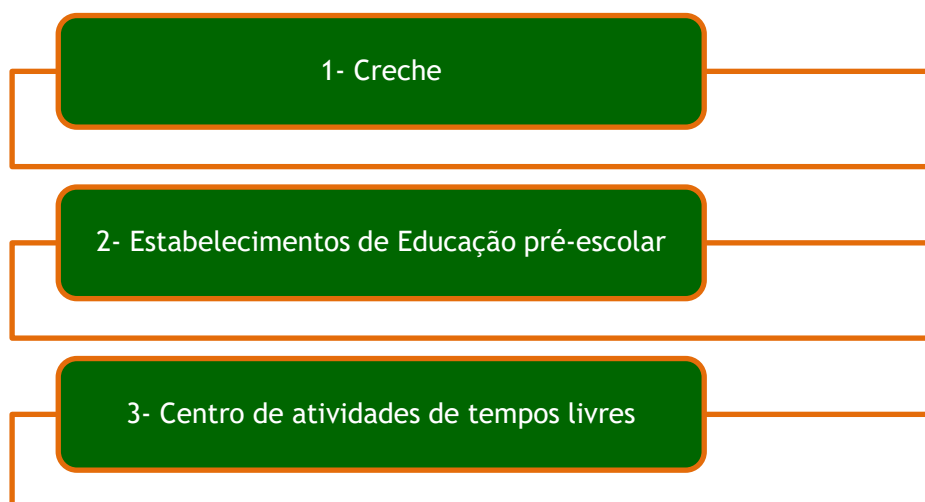 1- Creche
2- Estabelecimentos de Educação pré-escolar
3- Centro de atividades de tempos livres